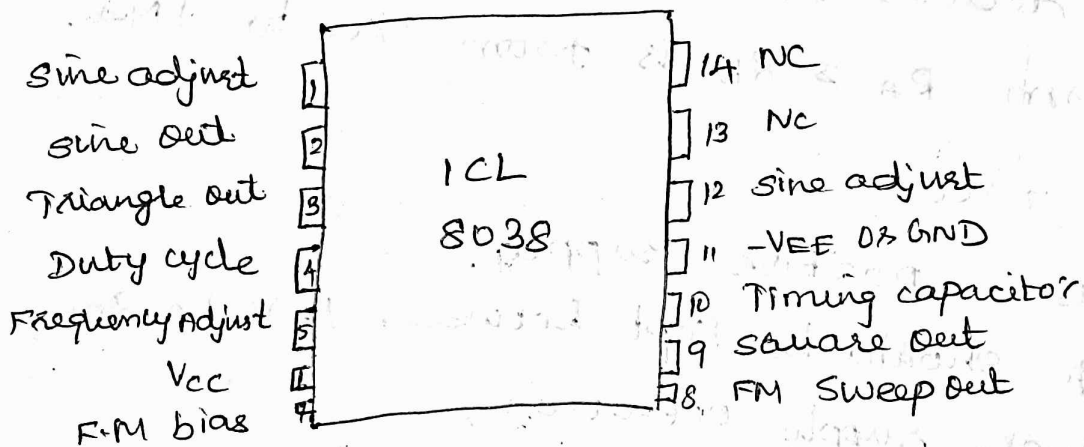 Sine adjust 1
Sine out 2
Triangle out 3
Duty cycle 4
Frequency Adjust 5
Vcc
F.M bias
ICL
8038
14 NC
13 NC
12 Sine adjust
11 -VEE or GND
10 Timing capacitor
9 Square out
8 FM Sweep out